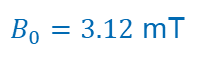 B₀ = 3.12 mT